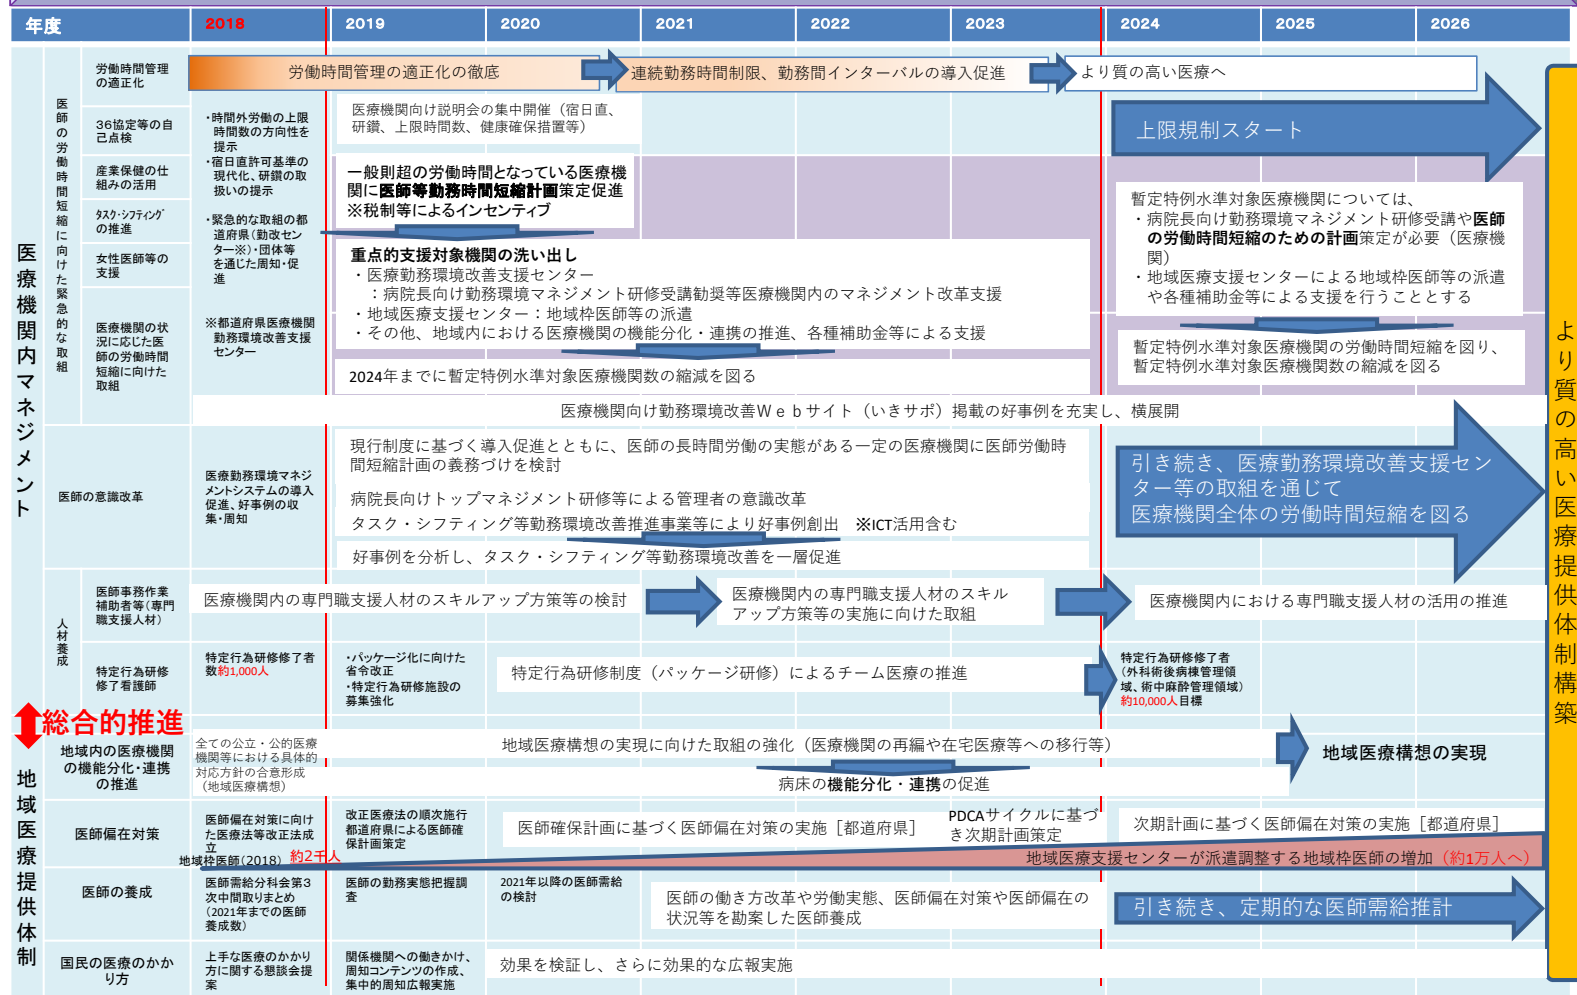 年度
2018
2019
2020
2021
2022
2023
2024
2025
2026
医療機関内マネジメント
医師の労働時間短縮に向けた緊急的な取組
労働時間管理
の適正化
労働時間管理の適正化の徹底
連続勤務時間制限、勤務間インターバルの導入促進
より質の高い医療へ
36協定等の自
己点検
産業保健の仕
組みの活用
タスク・シフティング
の推進
女性医師等の
支援
医療機関の状
況に応じた医
師の労働時間
短縮に向けた
取組
・時間外労働の上限
時間数の方向性を
提示
・宿日直許可基準の
現代化、研鑽の取
扱いの提示
・緊急的な取組の都
道府県（勤改セン
ター※）・団体等
を通じた周知・促
進
※都道府県医療機関
勤務環境改善支援
センター
医療機関向け説明会の集中開催（宿日直、
研鑽、上限時間数、健康確保措置等）
一般則超の労働時間となっている医療機
関に医師等勤務時間短縮計画策定促進
※税制等によるインセンティブ
重点的支援対象機関の洗い出し
・医療勤務環境改善支援センター
：病院長向け勤務環境マネジメント研修受講勧奨等医療機関内のマネジメント改革支援
・地域医療支援センター：地域枠医師等の派遣
・その他、地域内における医療機関の機能分化・連携の推進、各種補助金等による支援
2024年までに暫定特例水準対象医療機関数の縮減を図る
上限規制スタート
暫定特例水準対象医療機関については、
・病院長向け勤務環境マネジメント研修受講や医師
の労働時間短縮のための計画策定が必要（医療機
関）
・地域医療支援センターによる地域枠医師等の派遣
や各種補助金等による支援を行うこととする
暫定特例水準対象医療機関の労働時間短縮を図り、
暫定特例水準対象医療機関数の縮減を図る
医療機関向け勤務環境改善Ｗｅｂサイト（いきサポ）掲載の好事例を充実し、横展開
医師の意識改革
医療勤務環境マネジ
メントシステムの導入
促進、好事例の収
集・周知
現行制度に基づく導入促進とともに、医師の長時間労働の実態がある一定の医療機関に医師労働時
間短縮計画の義務づけを検討
病院長向けトップマネジメント研修等による管理者の意識改革
タスク・シフティング等勤務環境改善推進事業等により好事例創出　※ICT活用含む
好事例を分析し、タスク・シフティング等勤務環境改善を一層促進
引き続き、医療勤務環境改善支援セン
ター等の取組を通じて
医療機関全体の労働時間短縮を図る
人材養成
医師事務作業
補助者等（専門
職支援人材）
医療機関内の専門職支援人材のスキルアップ方策等の検討
医療機関内の専門職支援人材のスキル
アップ方策等の実施に向けた取組
医療機関内における専門職支援人材の活用の推進
特定行為研修
修了看護師
特定行為研修修了者
数約1,000人
・パッケージ化に向けた
省令改正
・特定行為研修施設の
募集強化
特定行為研修制度（パッケージ研修）によるチーム医療の推進
特定行為研修修了者
（外科術後病棟管理領
域、術中麻酔管理領域）
約10,000人目標
総合的推進
地域医療提供体制
地域内の医療機関
の機能分化・連携
の推進
全ての公立・公的医療
機関等における具体的
対応方針の合意形成
（地域医療構想）
地域医療構想の実現に向けた取組の強化（医療機関の再編や在宅医療等への移行等）
病床の機能分化・連携の促進
地域医療構想の実現
医師偏在対策
医師偏在対策に向け
た医療法等改正法成
立
地域枠医師（2018） 約2千人
改正医療法の順次施行
都道府県による医師確
保計画策定
医師確保計画に基づく医師偏在対策の実施［都道府県］
PDCAサイクルに基づ
き次期計画策定
次期計画に基づく医師偏在対策の実施［都道府県］
地域医療支援センターが派遣調整する地域枠医師の増加（約1万人へ）
医師の養成
医師需給分科会第3
次中間取りまとめ
（2021年までの医師
養成数）
医師の勤務実態把握調
査
2021年以降の医師需給
の検討
医師の働き方改革や労働実態、医師偏在対策や医師偏在の
状況等を勘案した医師養成
引き続き、定期的な医師需給推計
国民の医療のかか
り方
上手な医療のかかり
方に関する懇談会提
案
関係機関への働きかけ、
周知コンテンツの作成、
集中的周知広報実施
効果を検証し、さらに効果的な広報実施
より質の高い医療提供体制構築